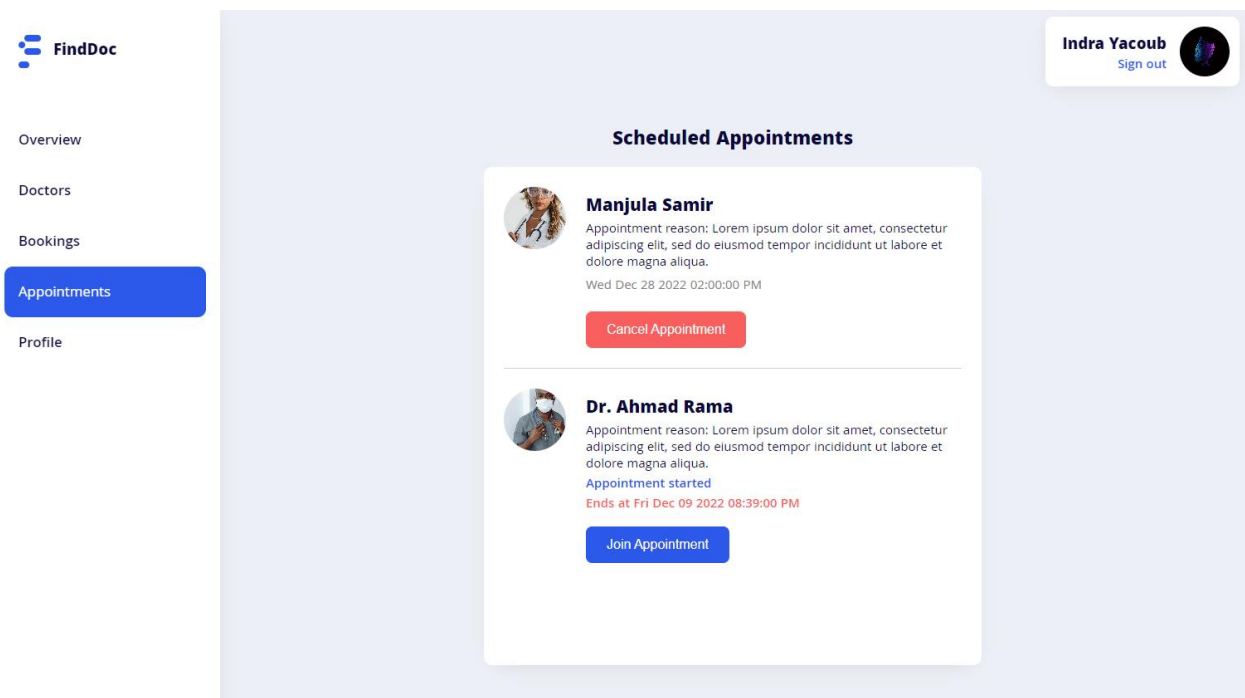 FindDoc
Indra Yacoub
Sign out
Overview
Doctors
Bookings
Appointments
Profile
Scheduled Appointments
Manjula Samir
Appointment reason: Lorem ipsum dolor sit amet, consectetur
adipiscing elit, sed do eiusmod tempor incididunt ut labore et
dolore magna aliqua.
Wed Dec 28 2022 02:00:00 PM
Cancel Appointment
Dr. Ahmad Rama
Appointment reason: Lorem ipsum dolor sit amet, consectetur
adipiscing elit, sed do eiusmod tempor incididunt ut labore et
dolore magna aliqua.
Appointment started
Ends at Fri Dec 09 2022 08:39:00 PM
Join Appointment